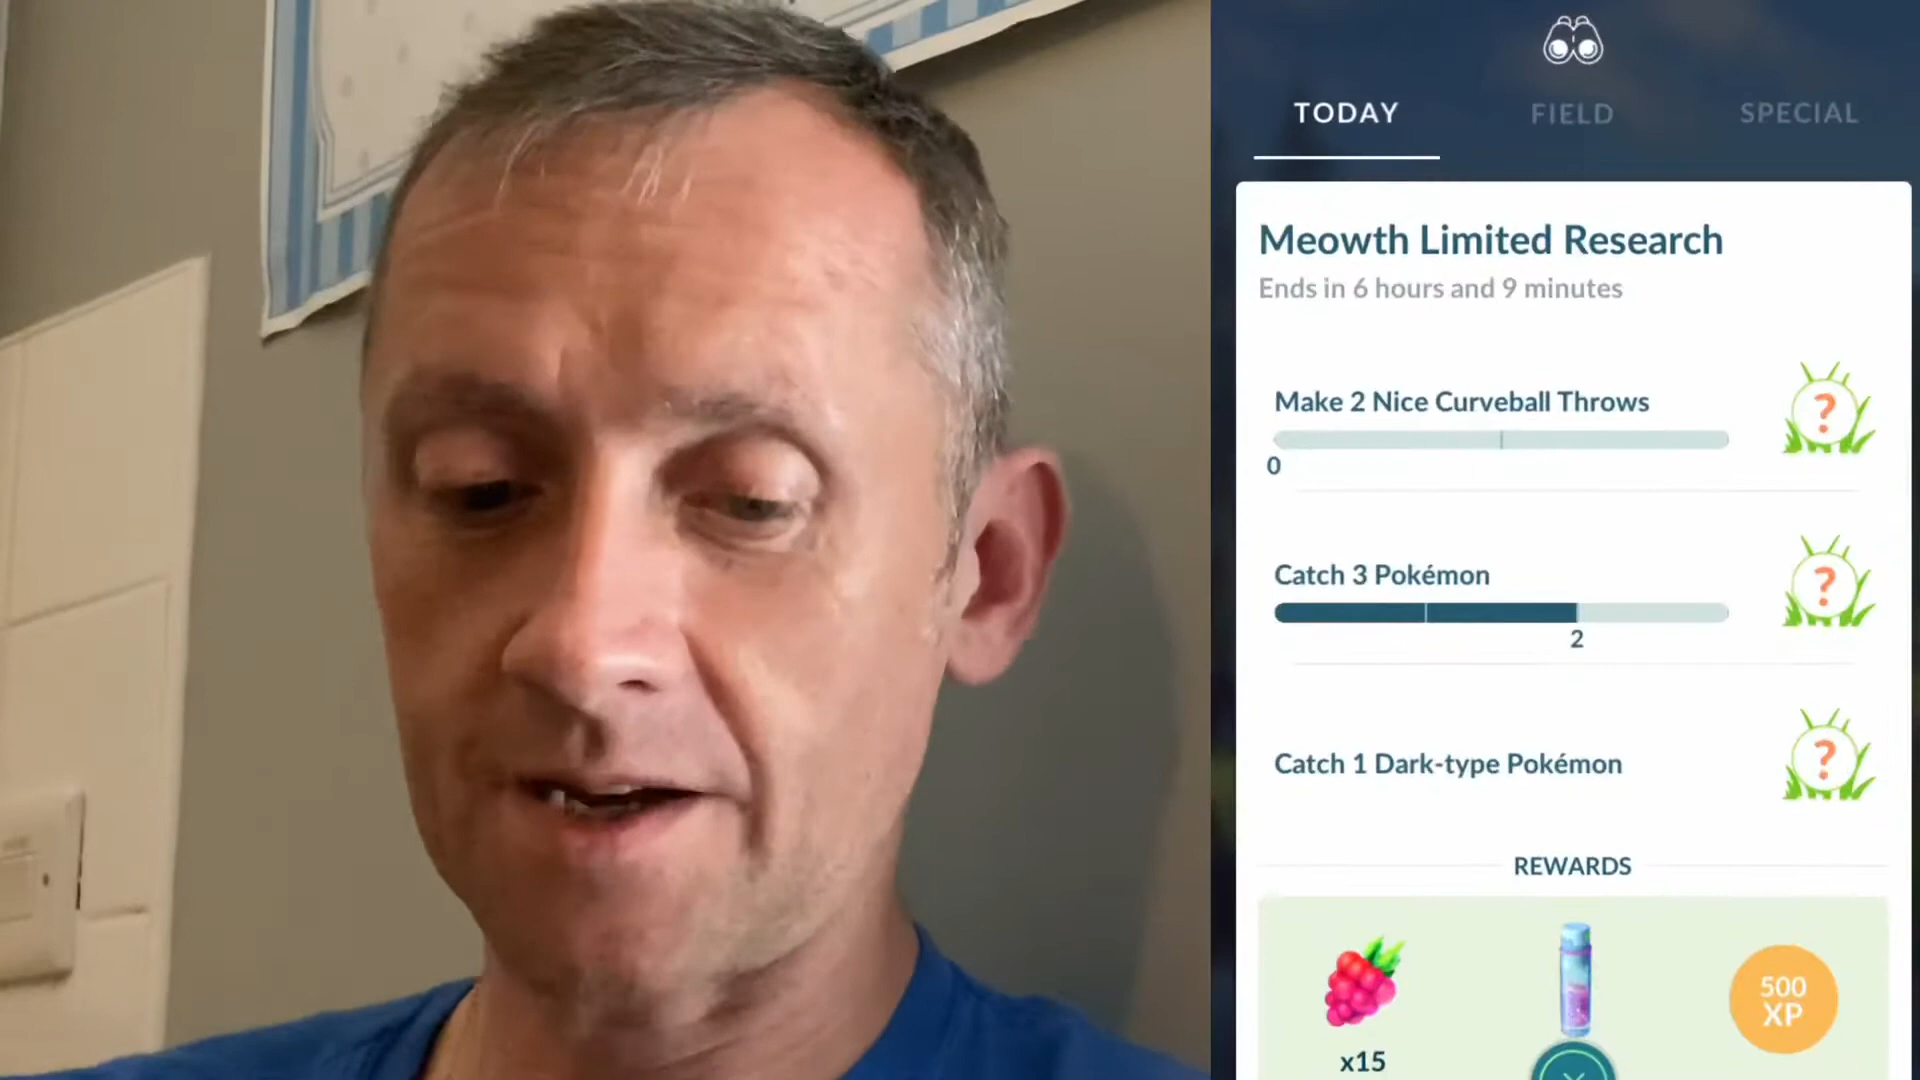 TODAY
FIELD
SPECIAL
Meowth Limited Research
Ends in 6 hours and 9 minutes
Make 2 Nice Curveball Throws
?
0
Catch 3 Pokémon
?
2
Catch 1 Dark-type Pokémon
?
REWARDS
500
XP
x15